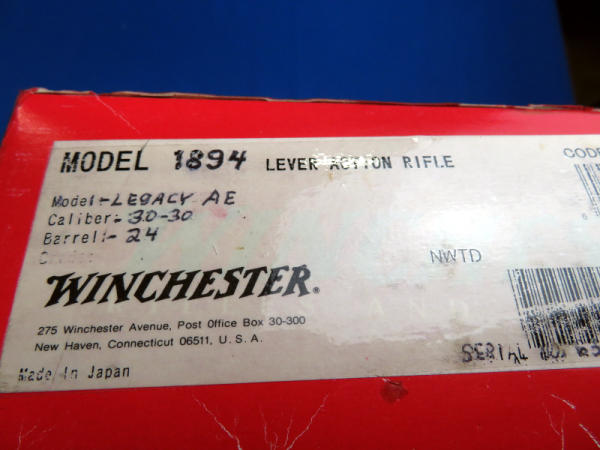 MODEL 1894 LEVER ACTION RIFLE
CODE
Model:-LEGACY AE
Caliber:-30-30
Barrel:-24
NWTD
WINCHESTER®
275 Winchester Avenue, Post Office Box 30-300
New Haven, Connecticut 06511, U.S.A.
Made In Japan